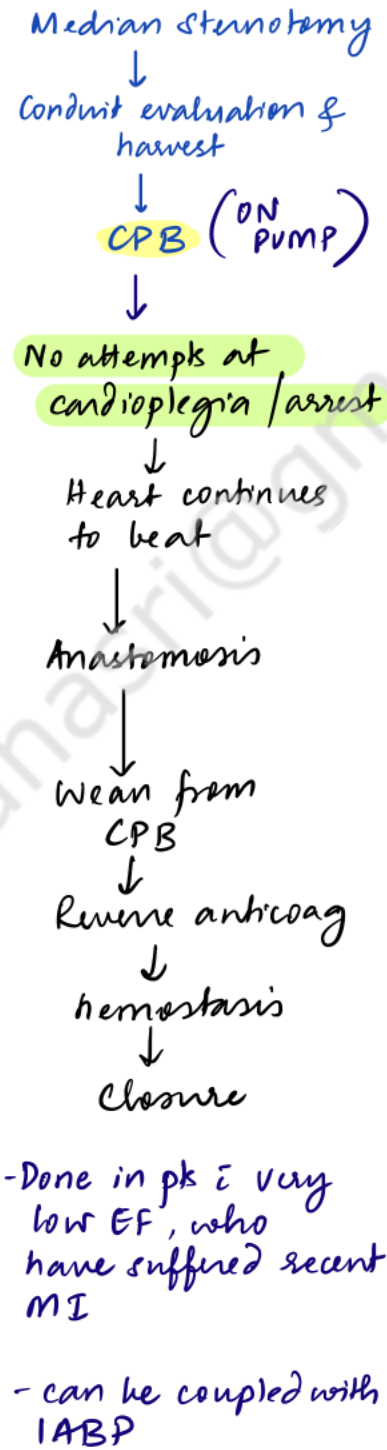 Median Sternotomy
↓
Conduit evaluation &
harvest
↓
CPB (ON
PUMP)
↓
No attempts at
cardioplegia / arrest
↓
Heart continues
to beat
↓
Anastomosis
↓
Wean from
CPB
↓
Reverse anticoag
↓
hemostasis
↓
Closure
-Done in pts c̄ very
low EF, who
have suffered recent
MI
- can be coupled with
IABP